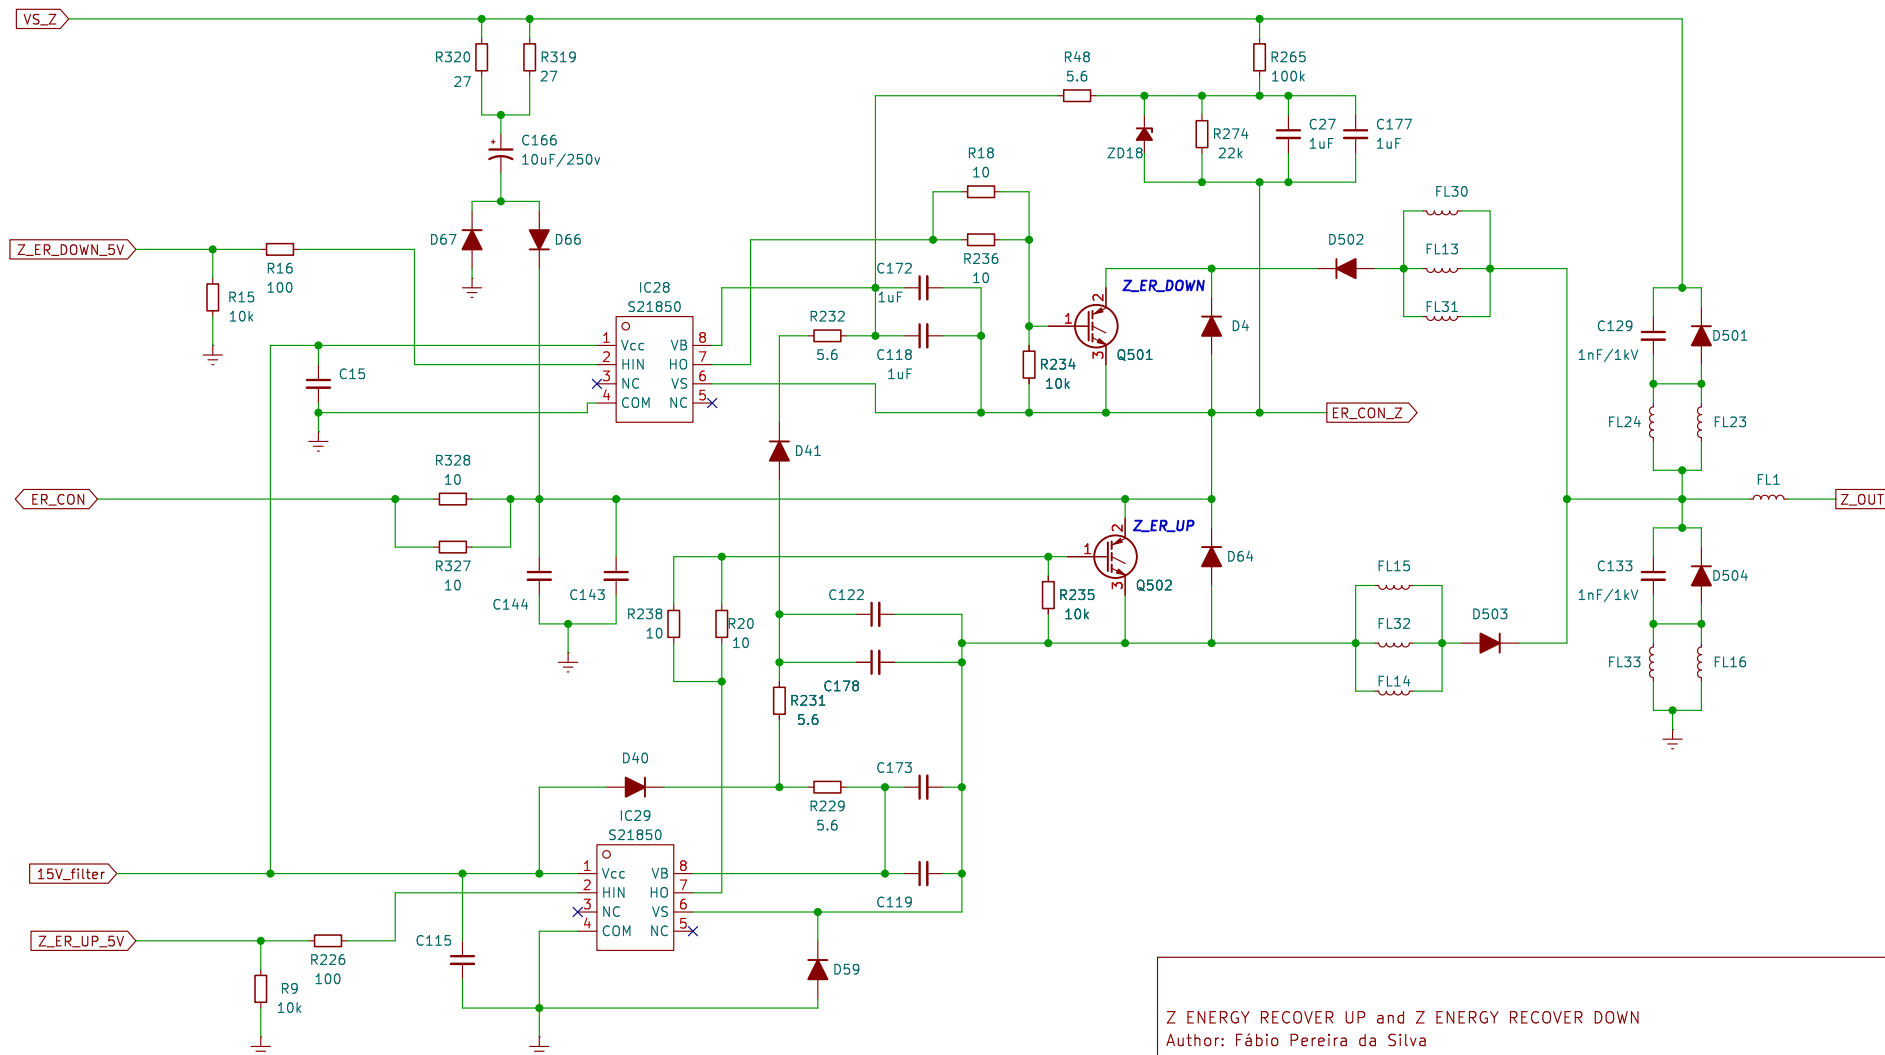 VS_Z
R320
27
R319
27
R48
5.6
R265
100k
C166
10uF/250v
ZD18
R274
22k
C27
1uF
C177
1uF
R18
10
FL30
Z_ER_DOWN_5V
R16
100
D67
D66
R236
10
D502
FL13
R15
10k
C172
1uF
Z_ER_DOWN
FL31
IC28
S21850
1
2
3
4
Vcc
HIN
NC
COM
VB
HO
VS
NC
8
7
6
5
R232
5.6
C118
1uF
1
2
3
Q501
D4
C129
1nF/1kV
D501
C15
R234
10k
ER_CON_Z
FL24
FL23
D41
R328
10
ER_CON
FL1
Z_OUT
R327
10
Z_ER_UP
1
2
3
Q502
D64
C144
C143
C122
R235
10k
FL15
C133
1nF/1kV
D504
R238
10
R20
10
FL32
D503
C178
FL33
FL16
FL14
R231
5.6
D40
C173
R229
5.6
IC29
S21850
15V_filter
1
2
3
4
Vcc
HIN
NC
COM
VB
HO
VS
NC
8
7
6
5
C119
Z_ER_UP_5V
R226
100
C115
D59
R9
10k
Z ENERGY RECOVER UP and Z ENERGY RECOVER DOWN
Author: Fábio Pereira da Silva